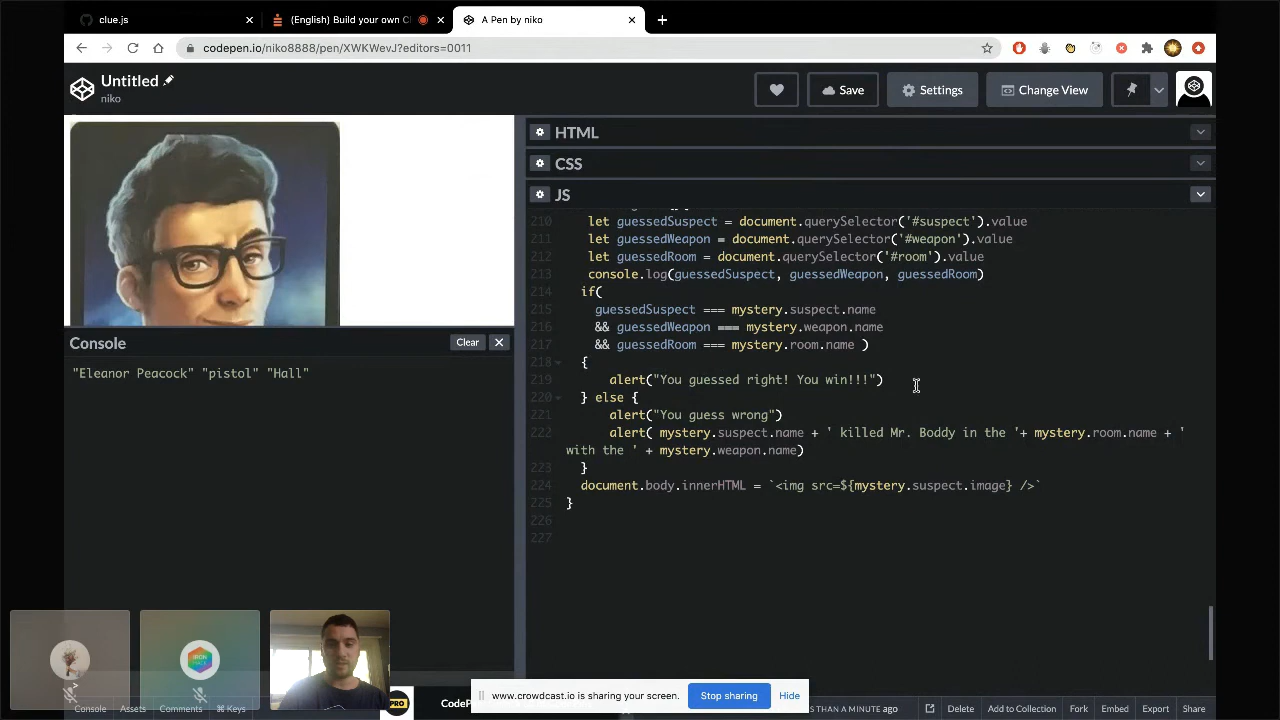 clue.js
(English) Build your own Cl
A Pen by niko
codepen.io/niko8888/pen/XWKWevJ?editors=0011
Untitled
niko
Save
Settings
Change View
HTML
CSS
JS
210 let guessedSuspect = document.querySelector('#suspect').value
211 let guessedWeapon = document.querySelector('#weapon').value
212 let guessedRoom = document.querySelector('#room').value
213 console.log(guessedSuspect, guessedWeapon, guessedRoom)
214 if(
215 guessedSuspect === mystery.suspect.name
216 && guessedWeapon === mystery.weapon.name
217 && guessedRoom === mystery.room.name )
218 {
219 alert("You guessed right! You win!!!")
220 } else {
221 alert("You guess wrong")
222 alert( mystery.suspect.name + ' killed Mr. Boddy in the '+ mystery.room.name + '
with the ' + mystery.weapon.name)
223 }
224 document.body.innerHTML = `<img src=${mystery.suspect.image} />`
225 }
226
227
Console
Clear
"Eleanor Peacock" "pistol" "Hall"
>
IRON
HACK
Console
Assets
Comments
⌘ Keys
PRO
CodeP
www.crowdcast.io is sharing your screen.
Stop sharing
Hide
S THAN A MINUTE AGO
Delete
Add to Collection
Fork
Embed
Export
Share